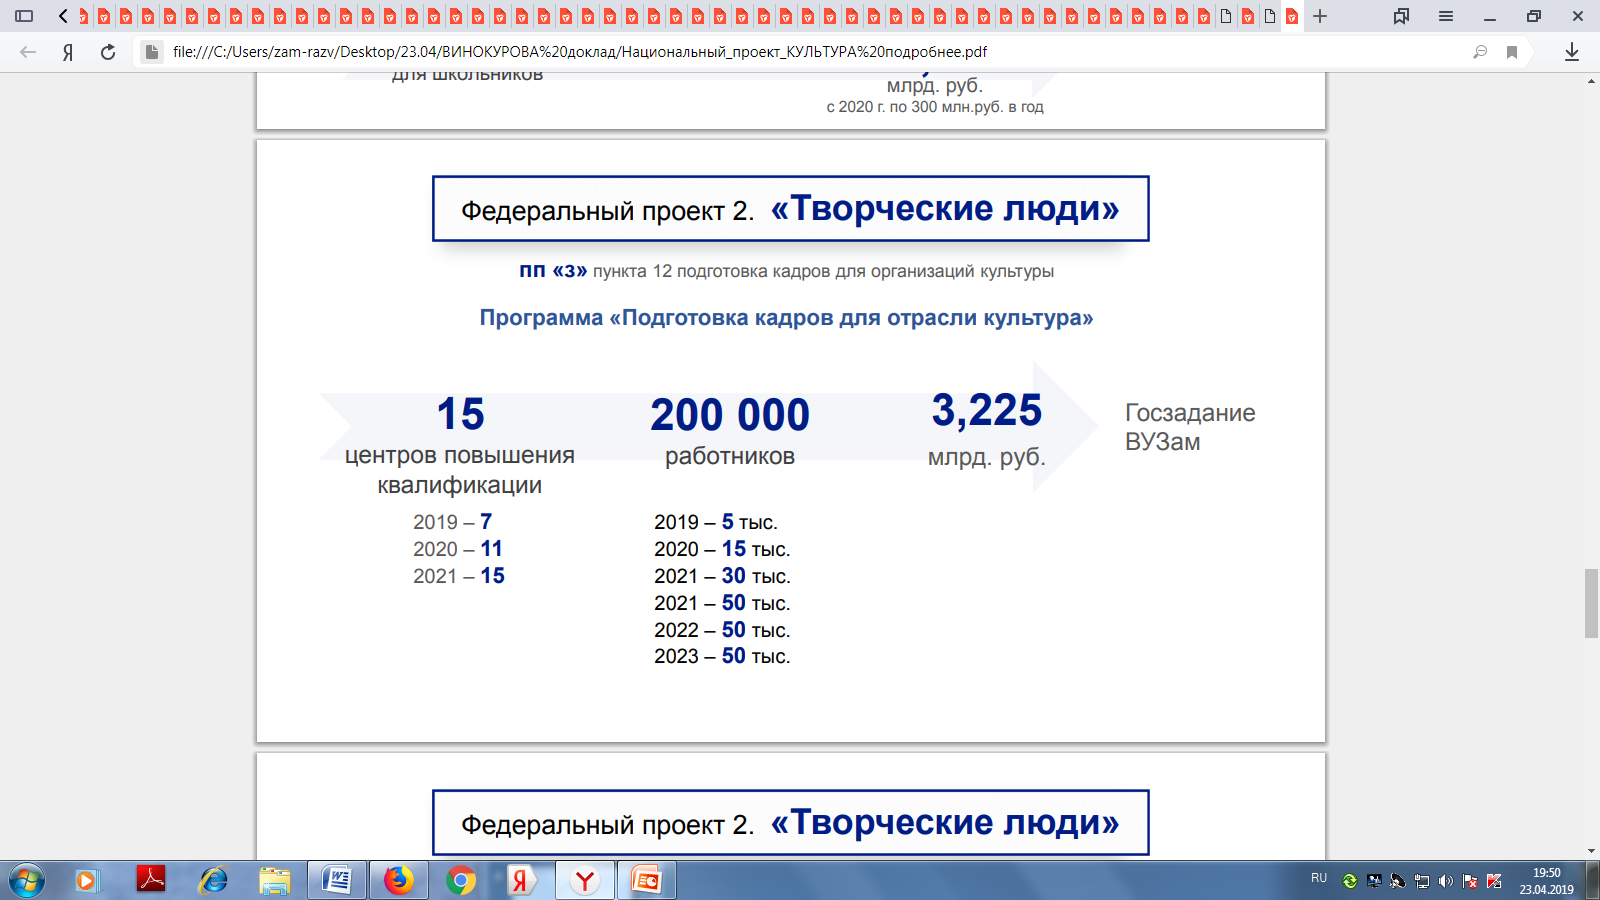 file:///C:/Users/zam-razv/Desktop/23.04/ВИНОКУРОВА%20доклад/Национальный_проект_КУЛЬТУРА%20подробнее.pdf
для школьников
млрд. руб.
с 2020 г. по 300 млн.руб. в год
Федеральный проект 2. «Творческие люди»
пп «з» пункта 12 подготовка кадров для организаций культуры
Программа «Подготовка кадров для отрасли культура»
15
центров повышения
квалификации
2019 – 7
2020 – 11
2021 – 15
200 000
работников
2019 – 5 тыс.
2020 – 15 тыс.
2021 – 30 тыс.
2021 – 50 тыс.
2022 – 50 тыс.
2023 – 50 тыс.
3,225
млрд. руб.
Госзадание
ВУЗам
Федеральный проект 2. «Творческие люди»
RU
19:50
23.04.2019